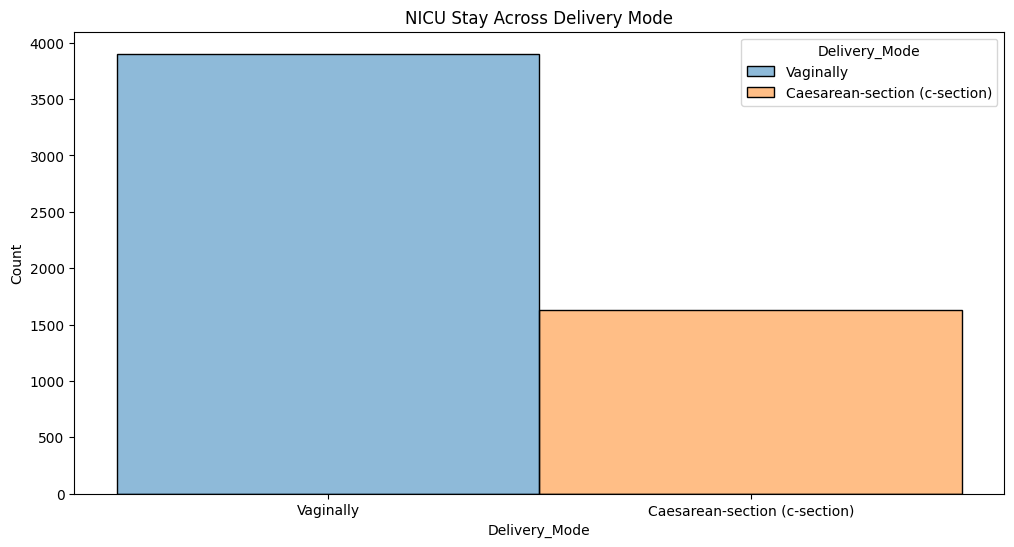 NICU Stay Across Delivery Mode
Delivery_Mode
Vaginally
Caesarean-section (c-section)
Count
4000
3500
3000
2500
2000
1500
1000
500
0
Vaginally
Caesarean-section (c-section)
Delivery_Mode